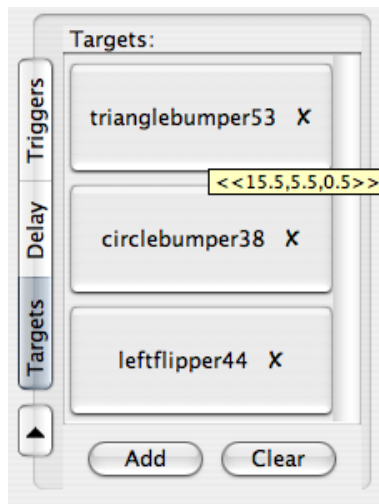 Targets:
Triggers
trianglebumper53 ✘
<<15.5,5.5,0.5>>
Delay
circlebumper38 ✘
Targets
leftflipper44 ✘
Add Clear